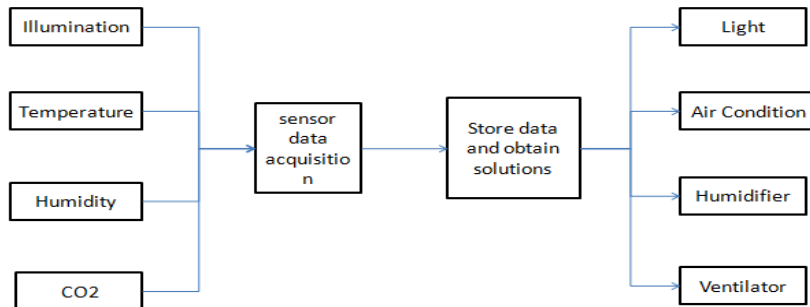 Illumination
Temperature
Humidity
CO2
sensor
data
acquisitio
n
Store data
and obtain
solutions
Light
Air Condition
Humidifier
Ventilator